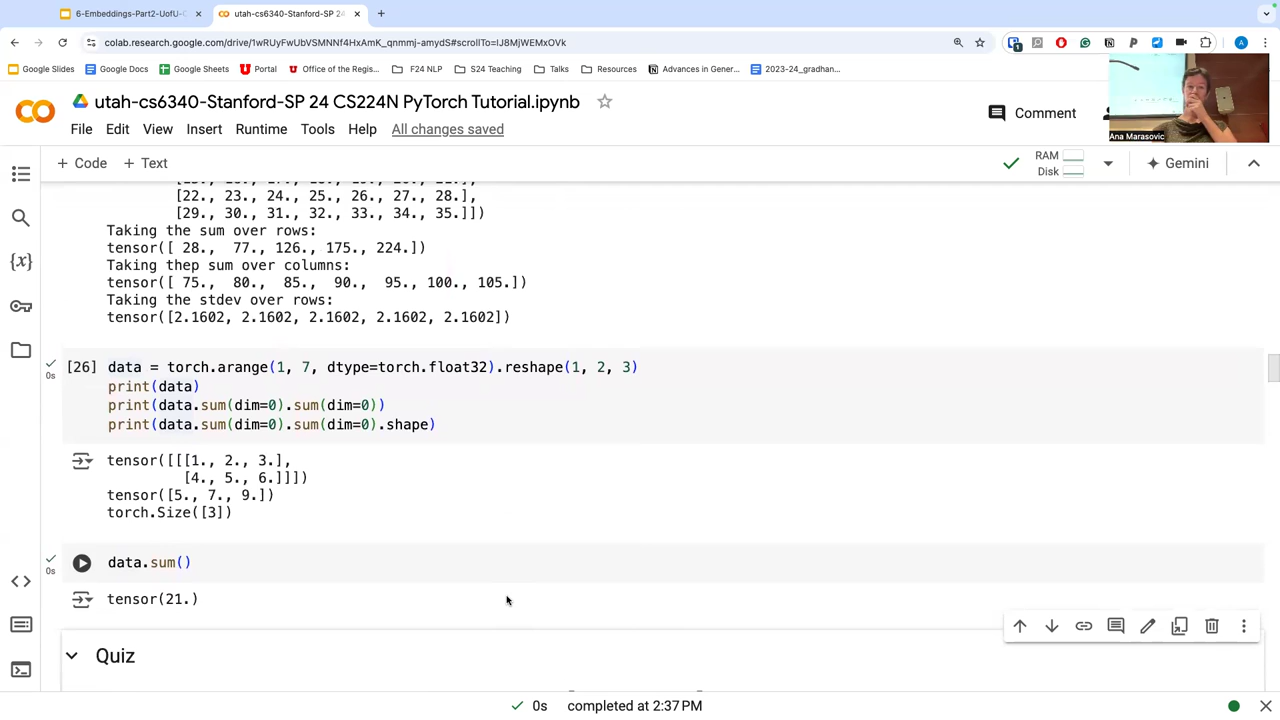 6-Embeddings-Part2-UofU-C
utah-cs6340-Stanford-SP 24
colab.research.google.com/drive/1wRUyFwUbVSMNNf4HxAmK_qnmmj-amydS#scrollTo=lJ8MjWEMxOVk
Google Slides Google Docs Google Sheets Portal Office of the Regis... F24 NLP S24 Teaching Talks Resources Advances in Gener... 2023-24_gradhan...
utah-cs6340-Stanford-SP 24 CS224N PyTorch Tutorial.ipynb
Comment
Ana Marasovic
File Edit View Insert Runtime Tools Help All changes saved
+ Code + Text
RAM
Disk
Gemini
[22., 23., 24., 25., 26., 27., 28.],
[29., 30., 31., 32., 33., 34., 35.]])
Taking the sum over rows:
tensor([ 28., 77., 126., 175., 224.])
Taking thep sum over columns:
tensor([ 75., 80., 85., 90., 95., 100., 105.])
Taking the stdev over rows:
tensor([2.1602, 2.1602, 2.1602, 2.1602, 2.1602])
[26] data = torch.arange(1, 7, dtype=torch.float32).reshape(1, 2, 3)
0s
print(data)
print(data.sum(dim=0).sum(dim=0))
print(data.sum(dim=0).sum(dim=0).shape)
tensor([[[1., 2., 3.],
[4., 5., 6.]]])
tensor([5., 7., 9.])
torch.Size([3])
data.sum()
0s
tensor(21.)
Quiz
0s completed at 2:37 PM